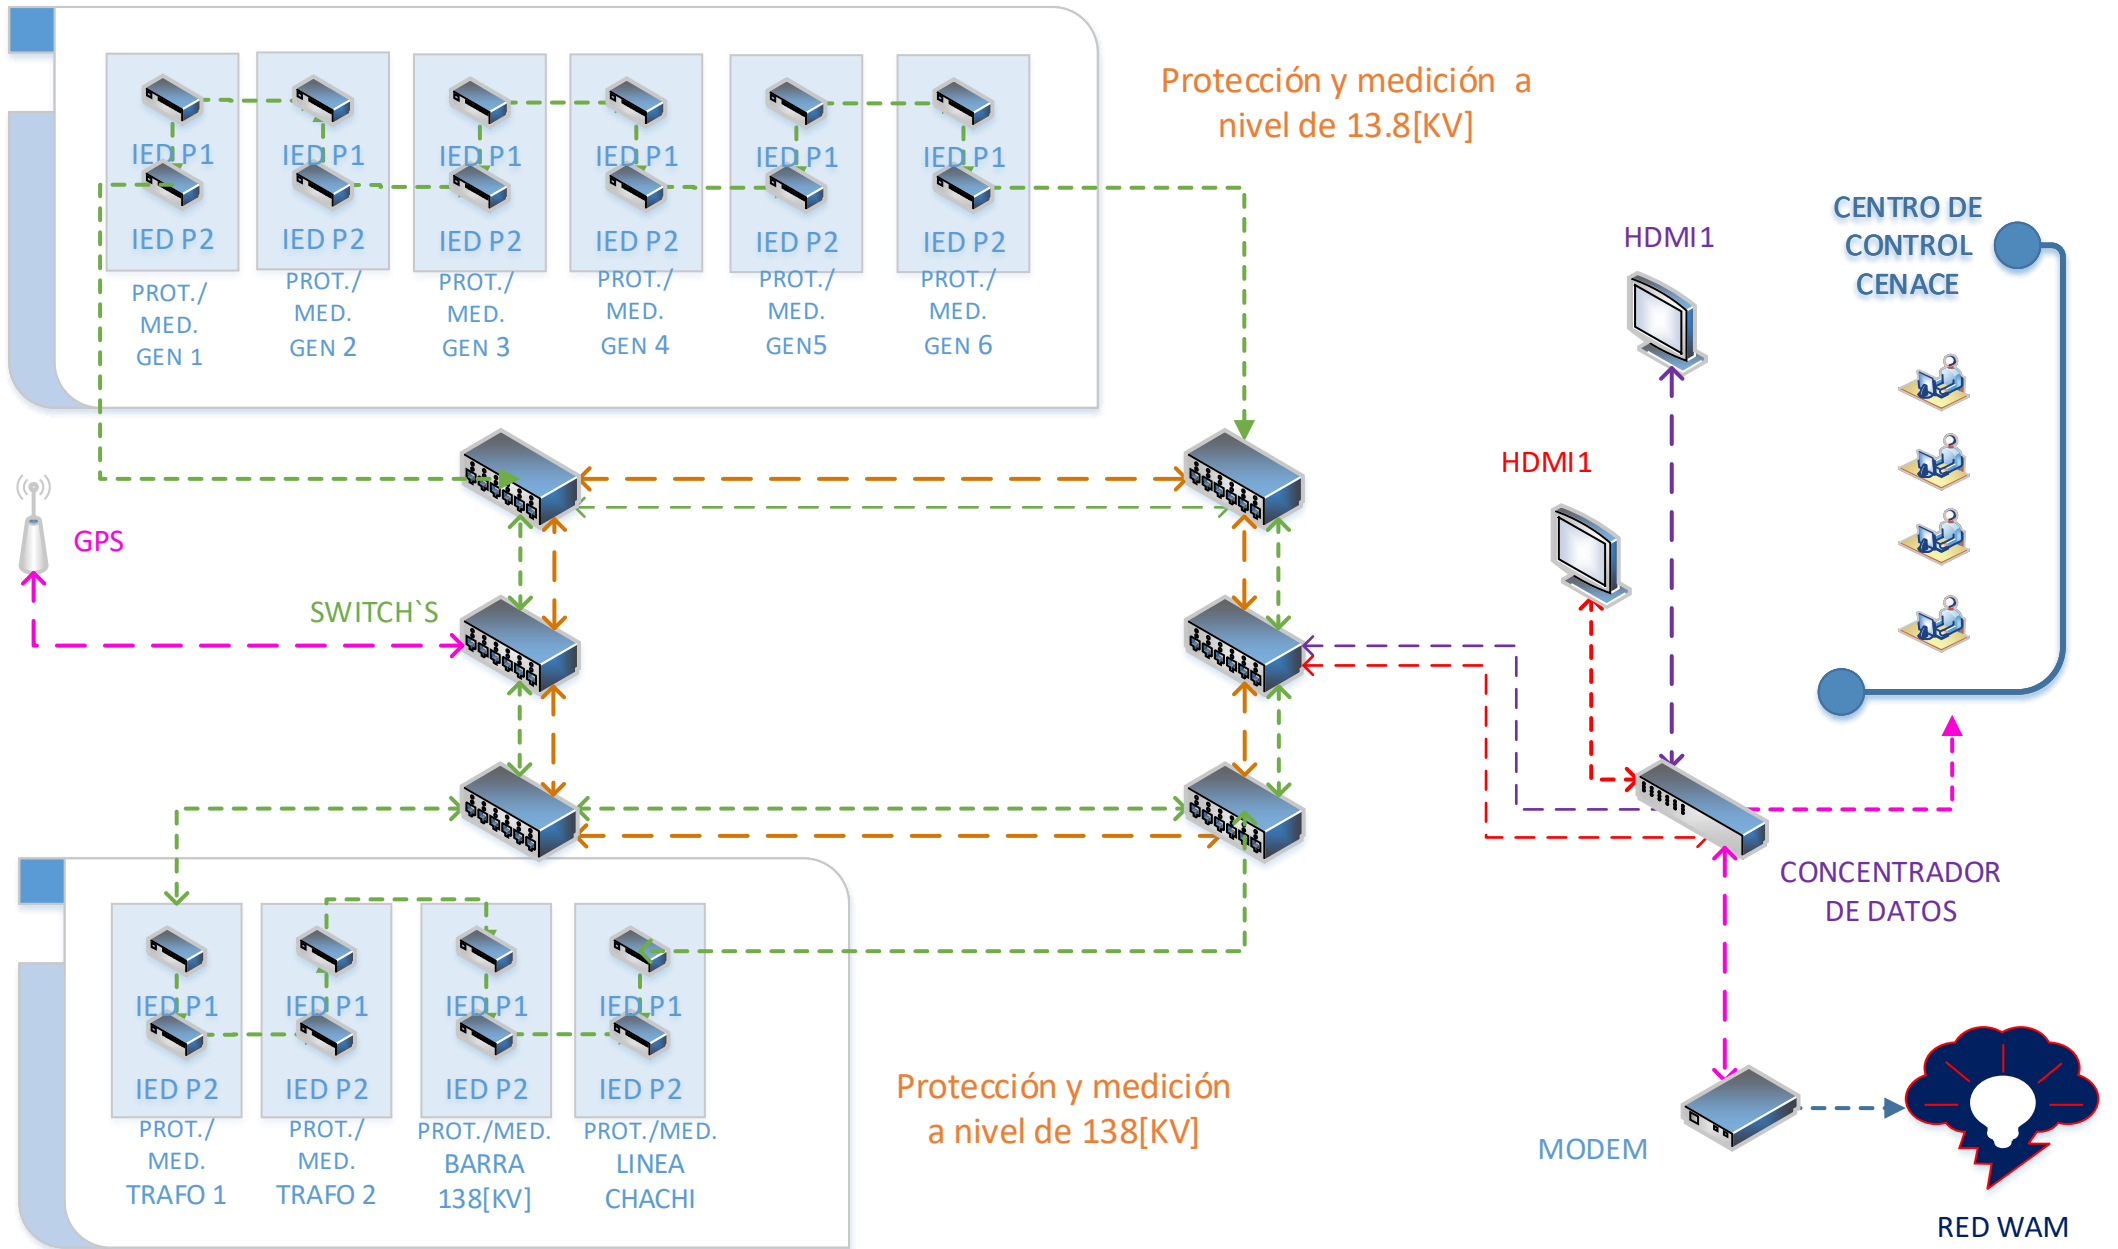 Protección y medición a
nivel de 13.8[KV]
IED P1
IED P2
PROT./
MED.
GEN 1
IED P1
IED P2
PROT./
MED.
GEN 2
IED P1
IED P2
PROT./
MED.
GEN 3
IED P1
IED P2
PROT./
MED.
GEN 4
IED P1
IED P2
PROT./
MED.
GEN5
IED P1
IED P2
PROT./
MED.
GEN 6
HDMI1
CENTRO DE
CONTROL
CENACE
HDMI1
GPS
SWITCH`S
CONCENTRADOR
DE DATOS
IED P1
IED P2
PROT./
MED.
TRAFO 1
IED P1
IED P2
PROT./
MED.
TRAFO 2
IED P1
IED P2
PROT./MED.
BARRA
138[KV]
IED P1
IED P2
PROT./MED.
LINEA
CHACHI
Protección y medición
a nivel de 138[KV]
MODEM
RED WAM